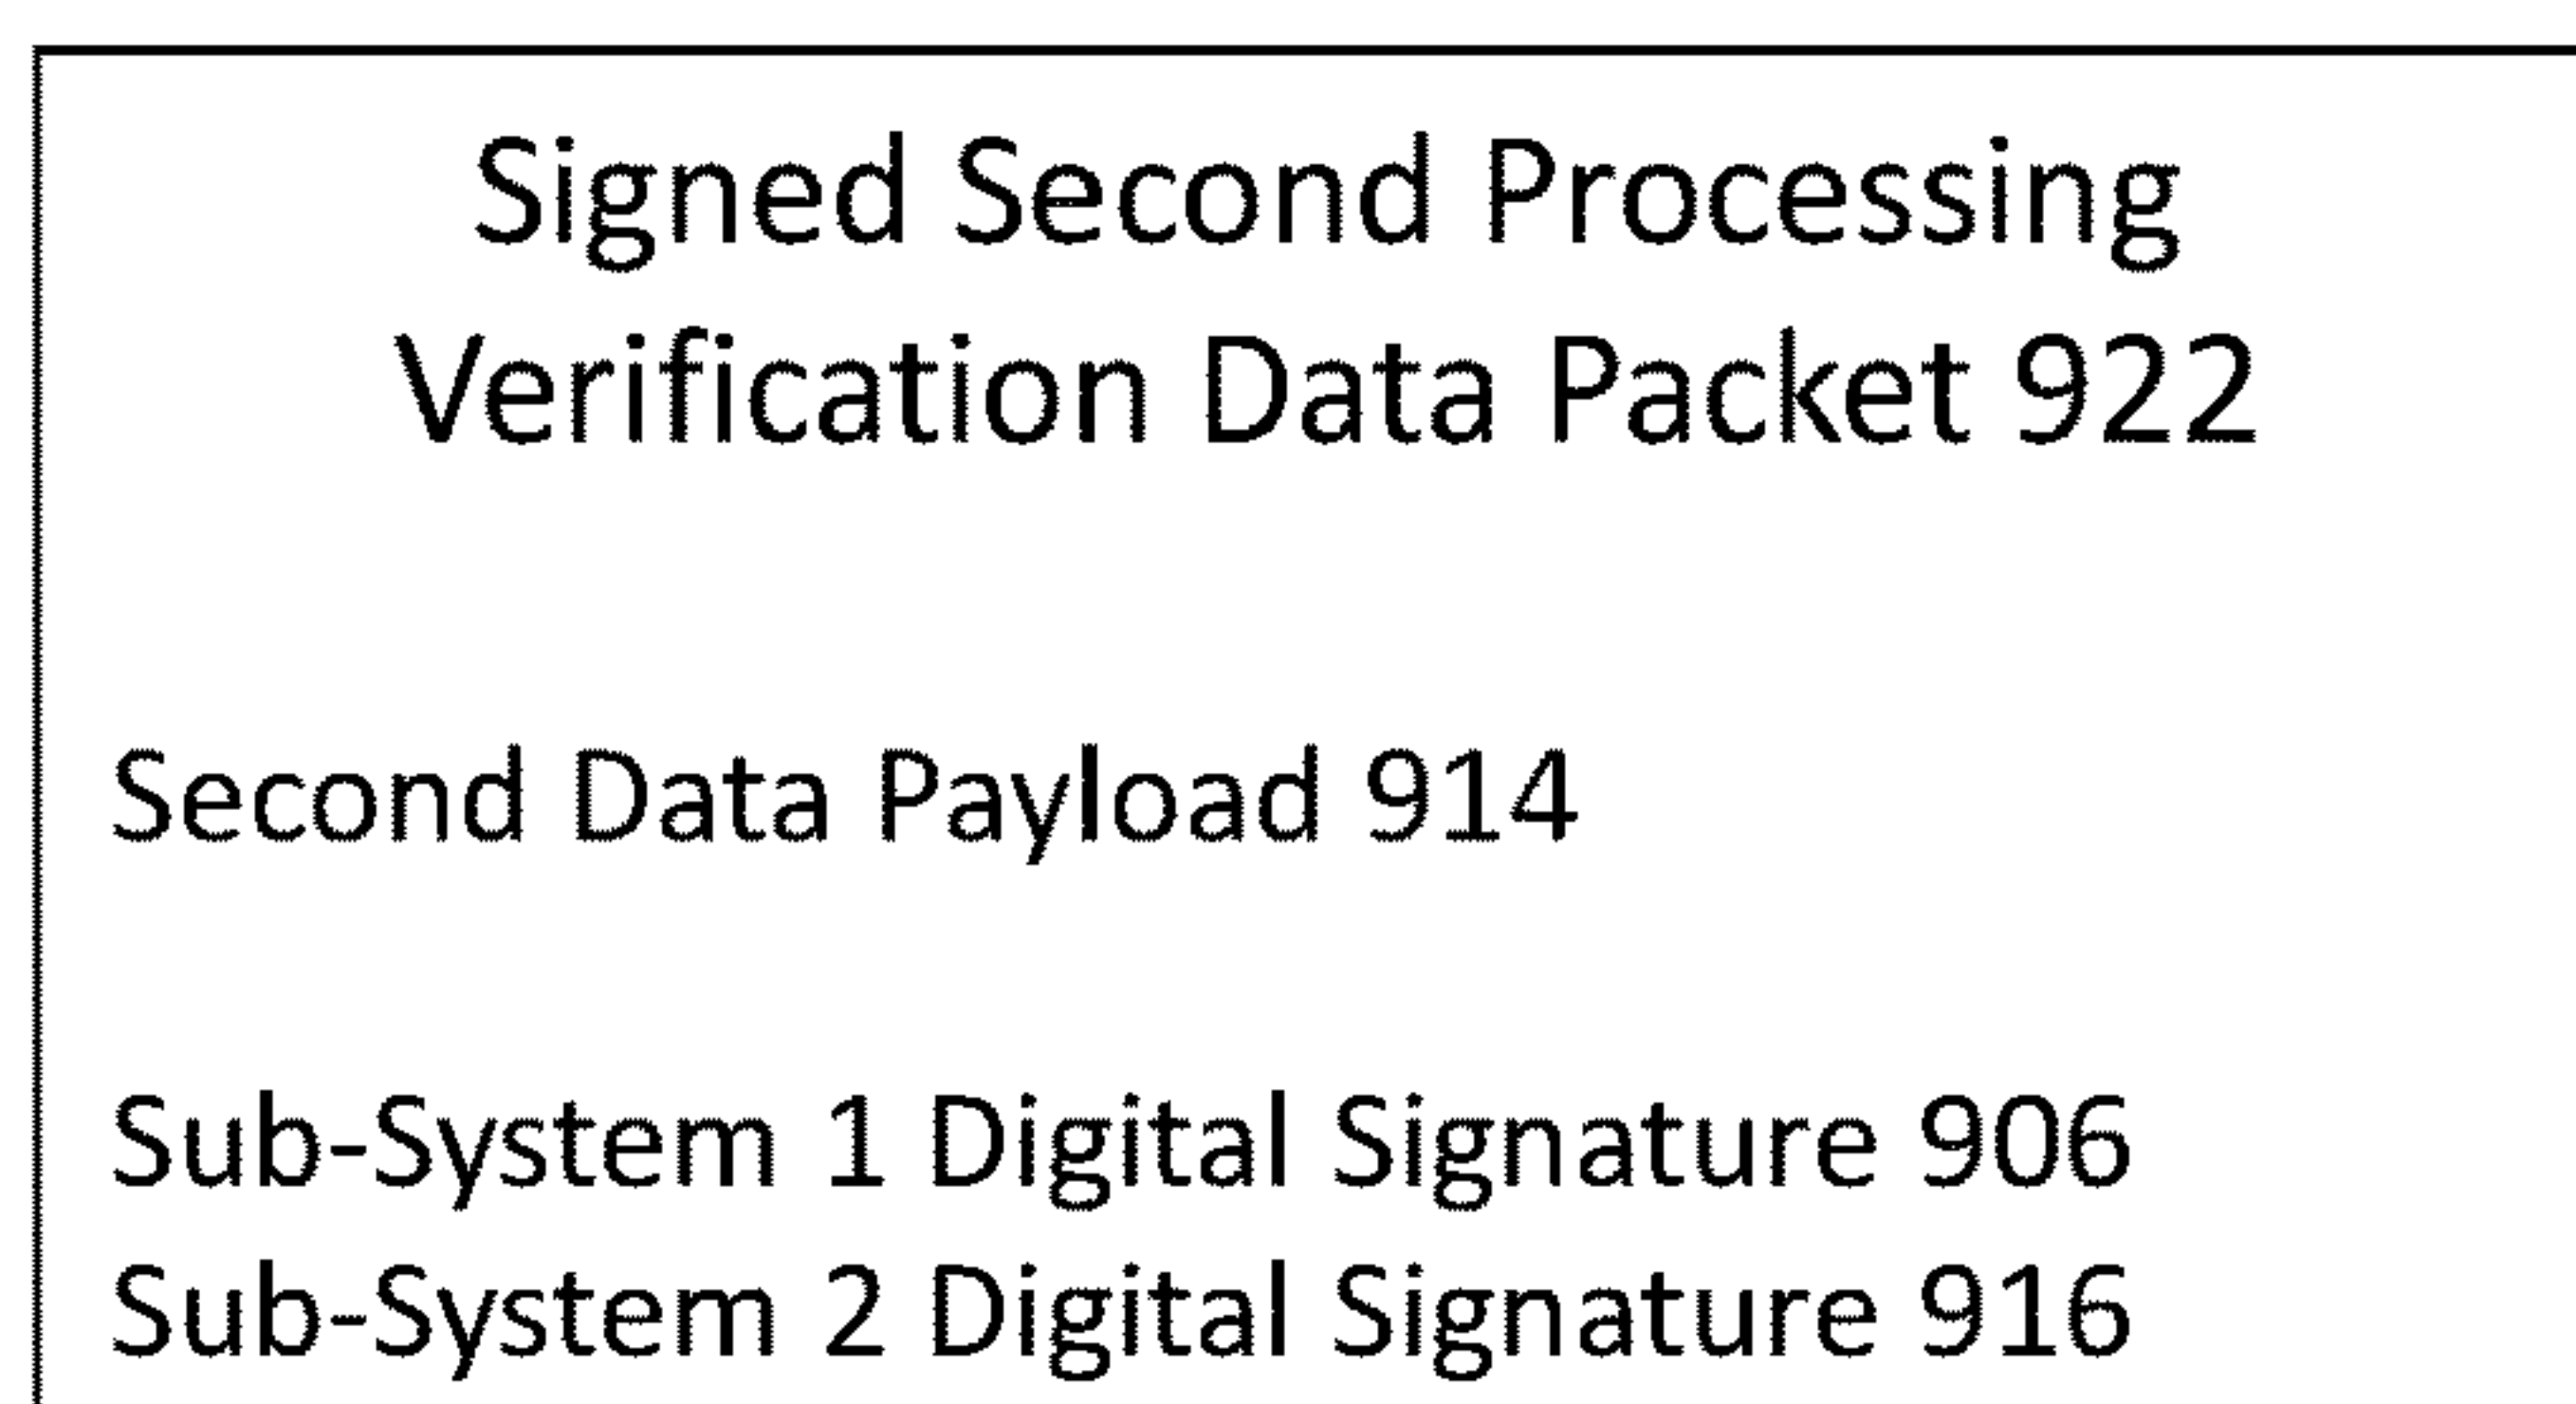 Signed Second Processing
Verification Data Packet 922
Second Data Payload 914
Sub-System 1 Digital Signature 906
Sub-System 2 Digital Signature 916